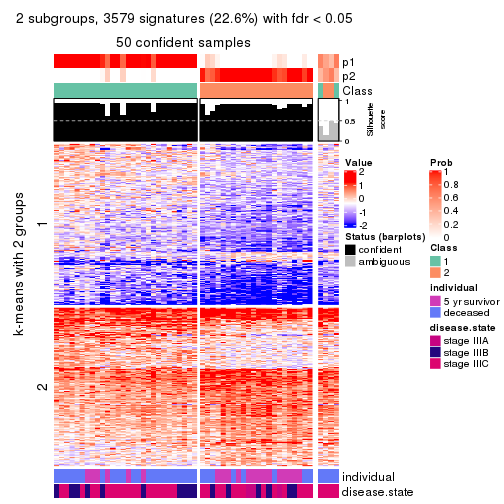 2 subgroups, 3579 signatures (22.6%) with fdr < 0.05
50 confident samples
p1
p2
Class
1
0.5
0
Silhouette
score
k-means with 2 groups
1
2
individual
disease.state
Value
2
1
0
-1
-2
Status (barplots)
confident
ambiguous
Prob
1
0.8
0.6
0.4
0.2
0
Class
1
2
individual
5 yr survivor
deceased
disease.state
stage IIIA
stage IIIB
stage IIIC